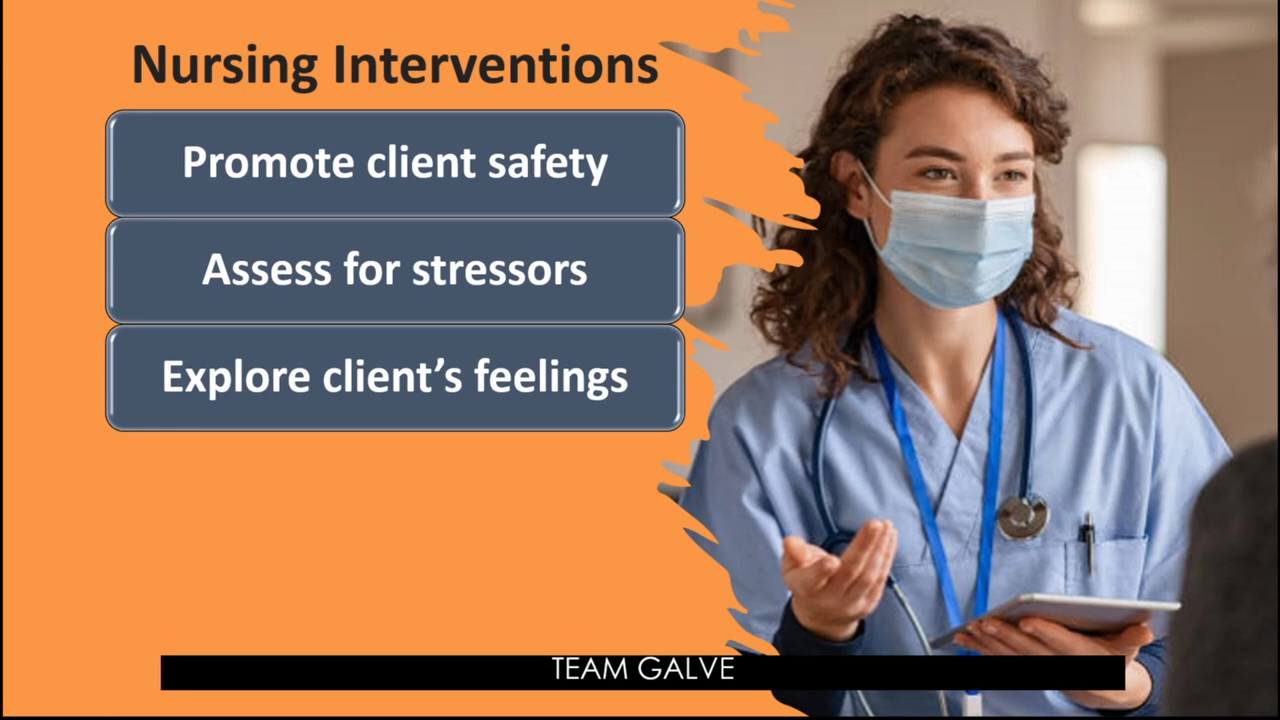 Nursing Interventions
Promote client safety
Assess for stressors
Explore client’s feelings
TEAM GALVE